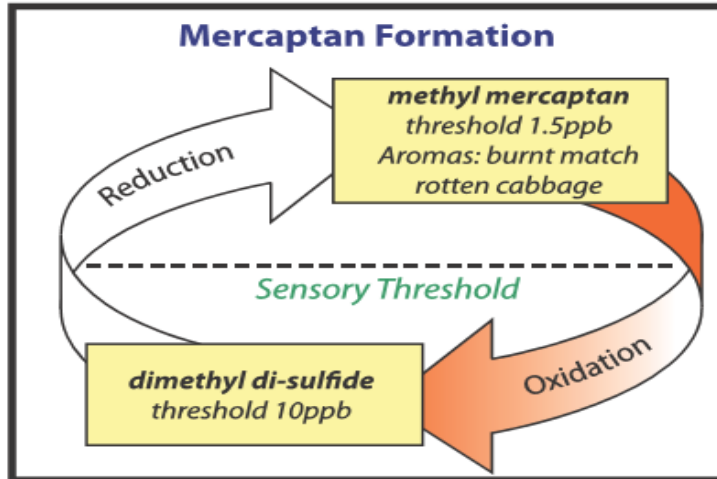 Mercaptan Formation
methyl mercaptan
threshold 1.5ppb
Aromas: burnt match
rotten cabbage
Reduction
Sensory Threshold
dimethyl di-sulfide
threshold 10ppb
Oxidation